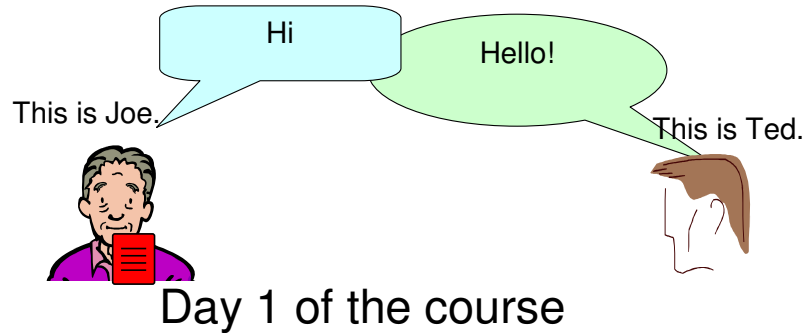 Hi
Hello!
This is Joe.
This is Ted.
Day 1 of the course